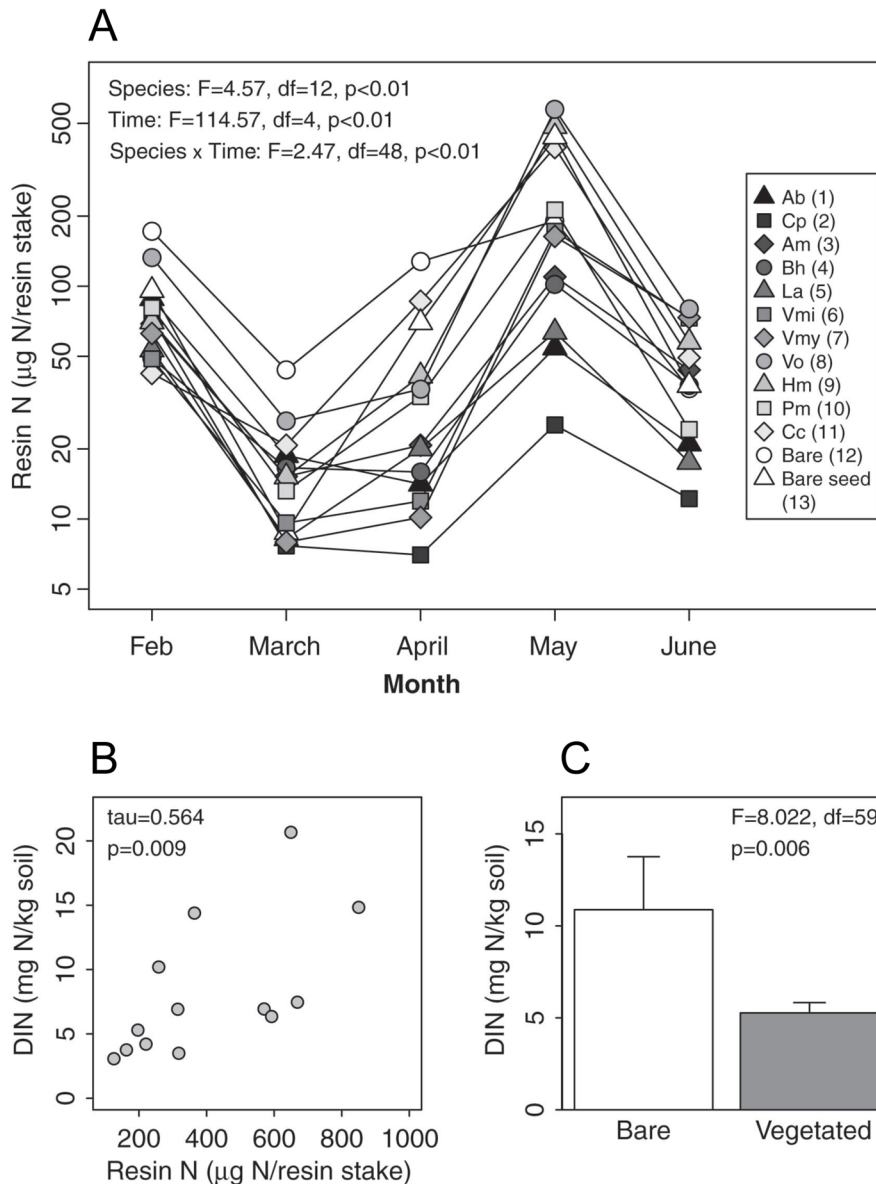 A
Species: F=4.57, df=12, p<0.01
Time: F=114.57, df=4, p<0.01
Species x Time: F=2.47, df=48, p<0.01
Resin N (μg N/resin stake)
500
200
100
50
20
10
5
Feb March April May June
Month
Ab (1)
Cp (2)
Am (3)
Bh (4)
La (5)
Vmi (6)
Vmy (7)
Vo (8)
Hm (9)
Pm (10)
Cc (11)
Bare (12)
Bare seed
(13)
B
tau=0.564
p=0.009
DIN (mg N/kg soil)
20
15
10
5
0
200 400 600 800 1000
Resin N (μg N/resin stake)
C
F=8.022, df=59
p=0.006
DIN (mg N/kg soil)
15
10
5
0
Bare Vegetated